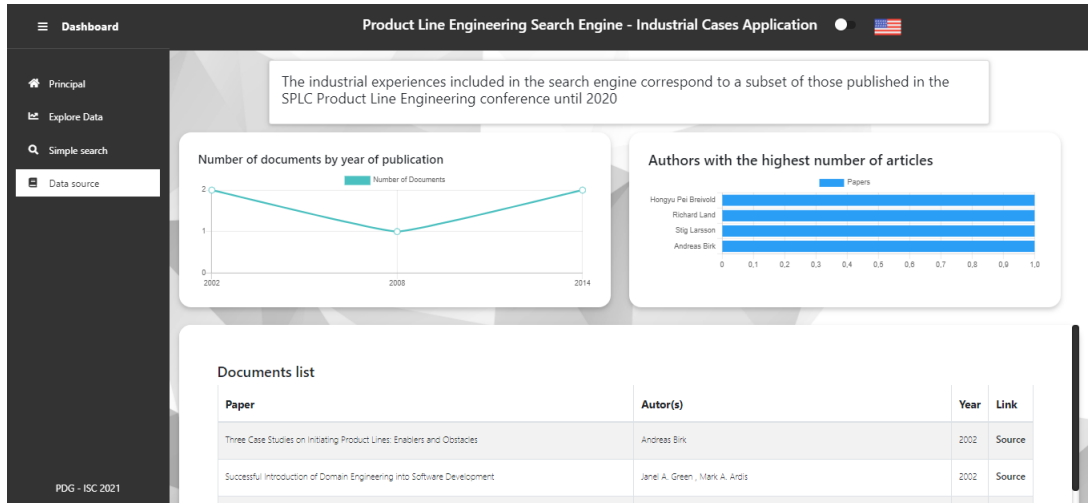 Dashboard
Product Line Engineering Search Engine - Industrial Cases Application
Principal
Explore Data
Simple search
Data source
PDG - ISC 2021
The industrial experiences included in the search engine correspond to a subset of those published in the
SPLC Product Line Engineering conference until 2020
Number of documents by year of publication
Number of Documents
2
1
0
2002 2008 2014
Authors with the highest number of articles
Papers
Hongyu Pei Breivold
Richard Land
Stig Larsson
Andreas Birk
0 0,1 0,2 0,3 0,4 0,5 0,6 0,7 0,8 0,9 1,0
Documents list
Paper Autor(s) Year Link
Three Case Studies on Initiating Product Lines: Enablers and Obstacles Andreas Birk 2002 Source
Successful Introduction of Domain Engineering into Software Development Janel A. Green , Mark A. Ardis 2002 Source